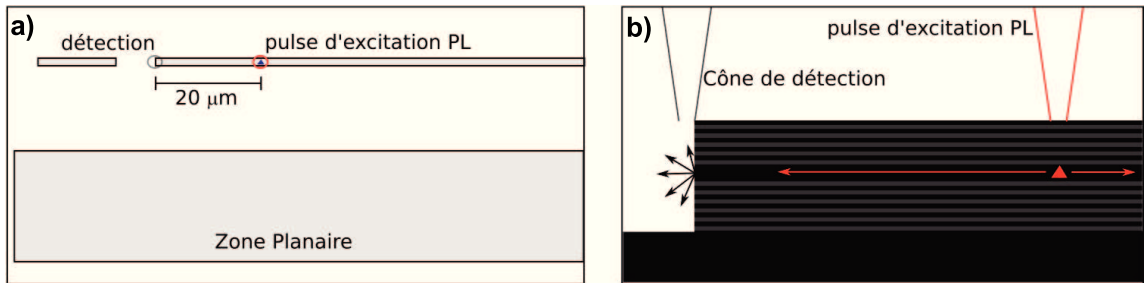 a)
détection
pulse d'excitation PL
20 μm
Zone Planaire
b)
pulse d'excitation PL
Cône de détection